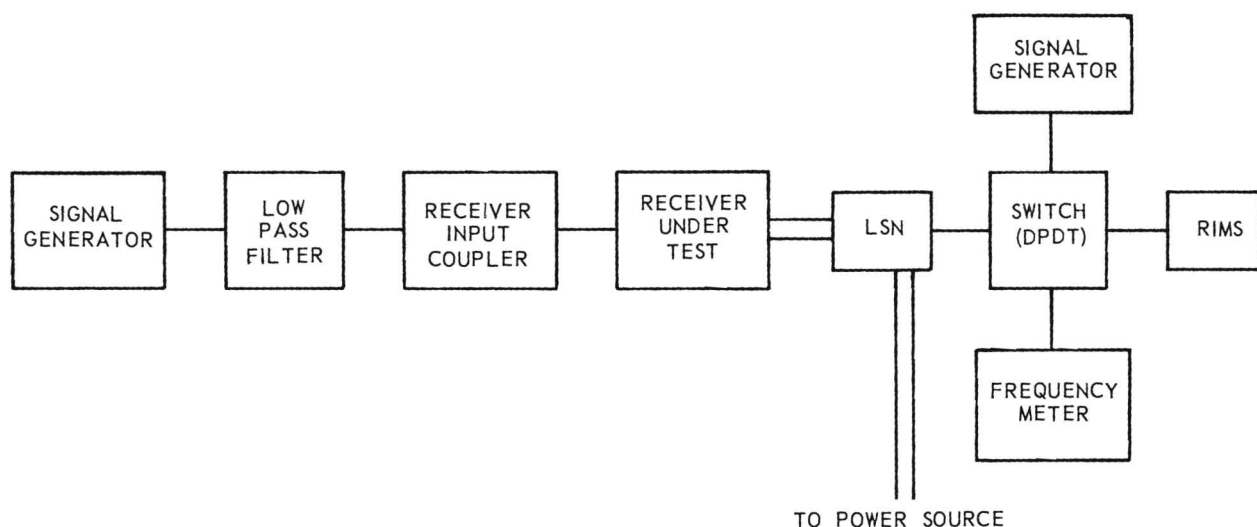 SIGNAL
GENERATOR
LOW
PASS
FILTER
RECEIVER
INPUT
COUPLER
RECEIVER
UNDER
TEST
LSN
SIGNAL
GENERATOR
SWITCH
(DPDT)
RIMS
FREQUENCY
METER
TO POWER SOURCE